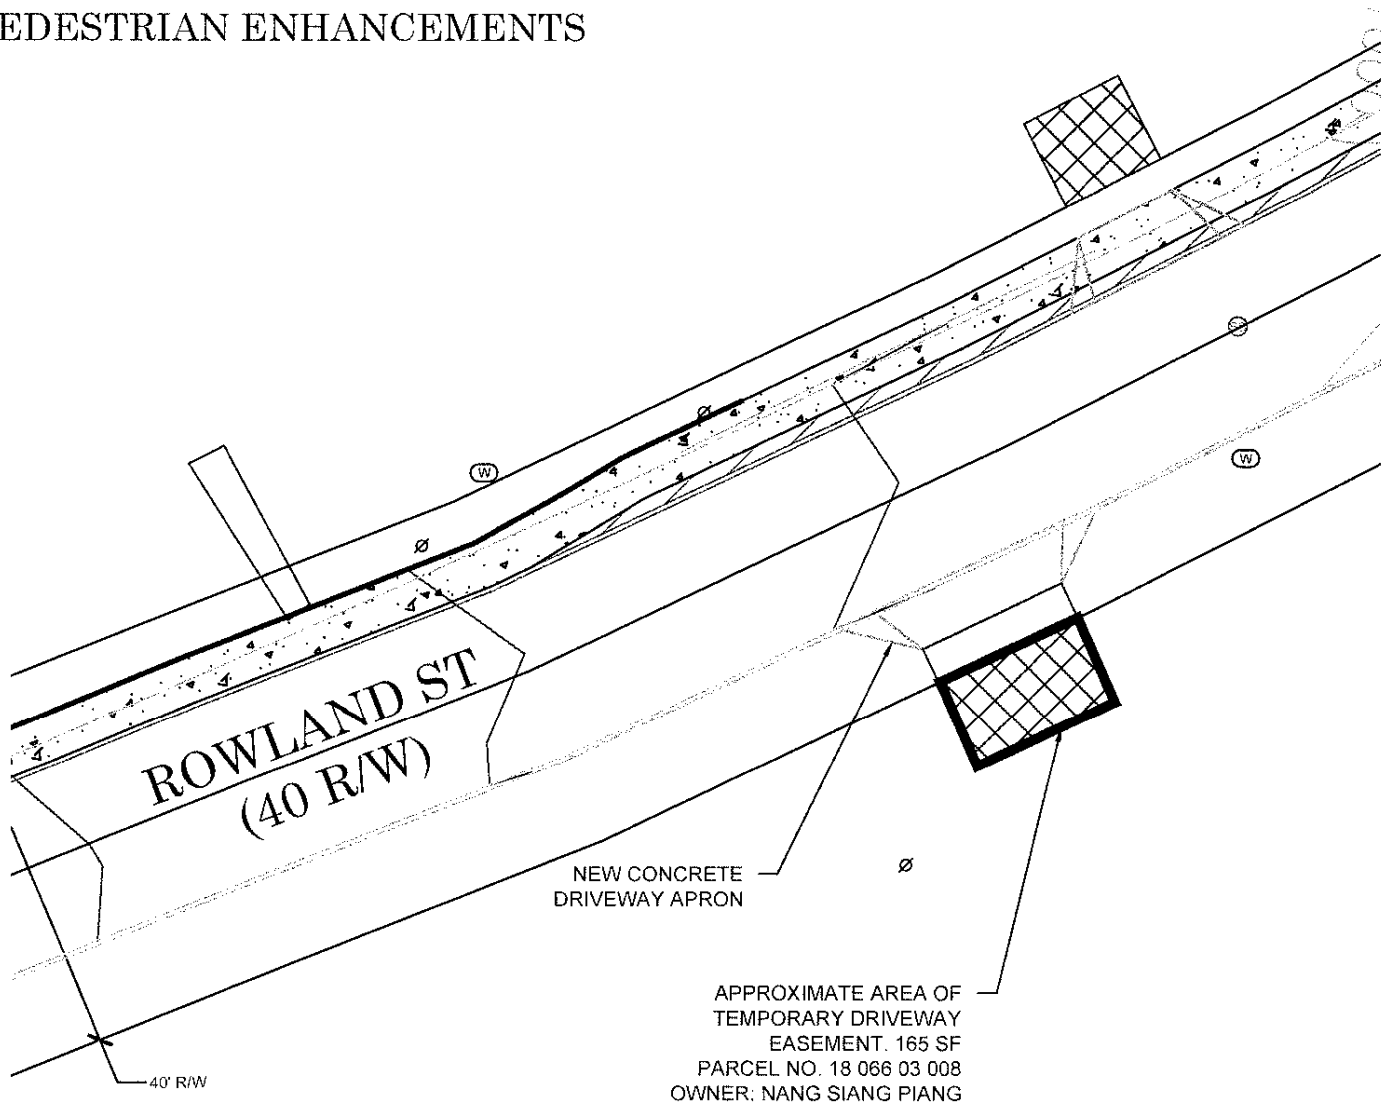 EDESTRIAN ENHANCEMENTS
W
W
ROWLAND ST
(40 R/W)
NEW CONCRETE
DRIVEWAY APRON
APPROXIMATE AREA OF
TEMPORARY DRIVEWAY
EASEMENT. 165 SF
PARCEL NO. 18 066 03 008
OWNER: NANG SIANG PIANG
40' R/W